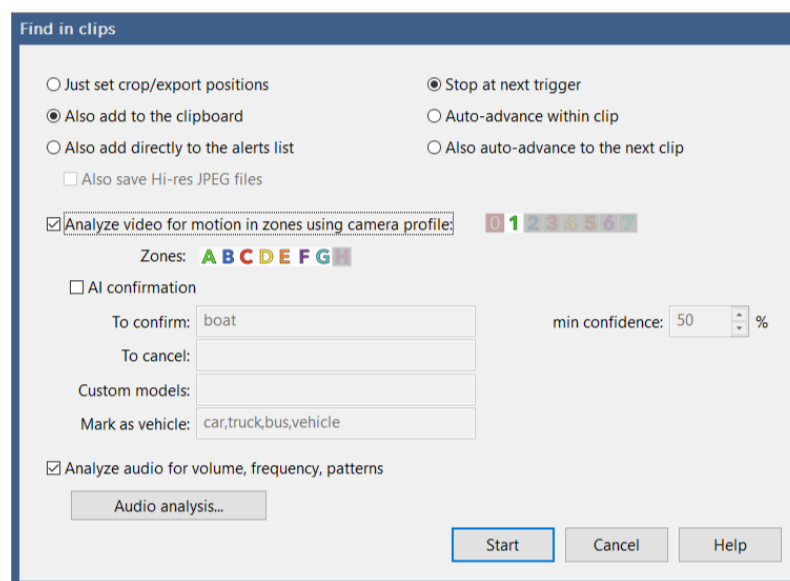 Find in clips
Just set crop/export positions
Stop at next trigger
Also add to the clipboard
Auto-advance within clip
Also add directly to the alerts list
Also auto-advance to the next clip
Also save Hi-res JPEG files
Analyze video for motion in zones using camera profile: 0 1 2 3 4 5 6 7
Zones: A B C D E F G H
AI confirmation
To confirm: boat min confidence: 50 %
To cancel:
Custom models:
Mark as vehicle: car,truck,bus,vehicle
Analyze audio for volume, frequency, patterns
Audio analysis...
Start Cancel Help